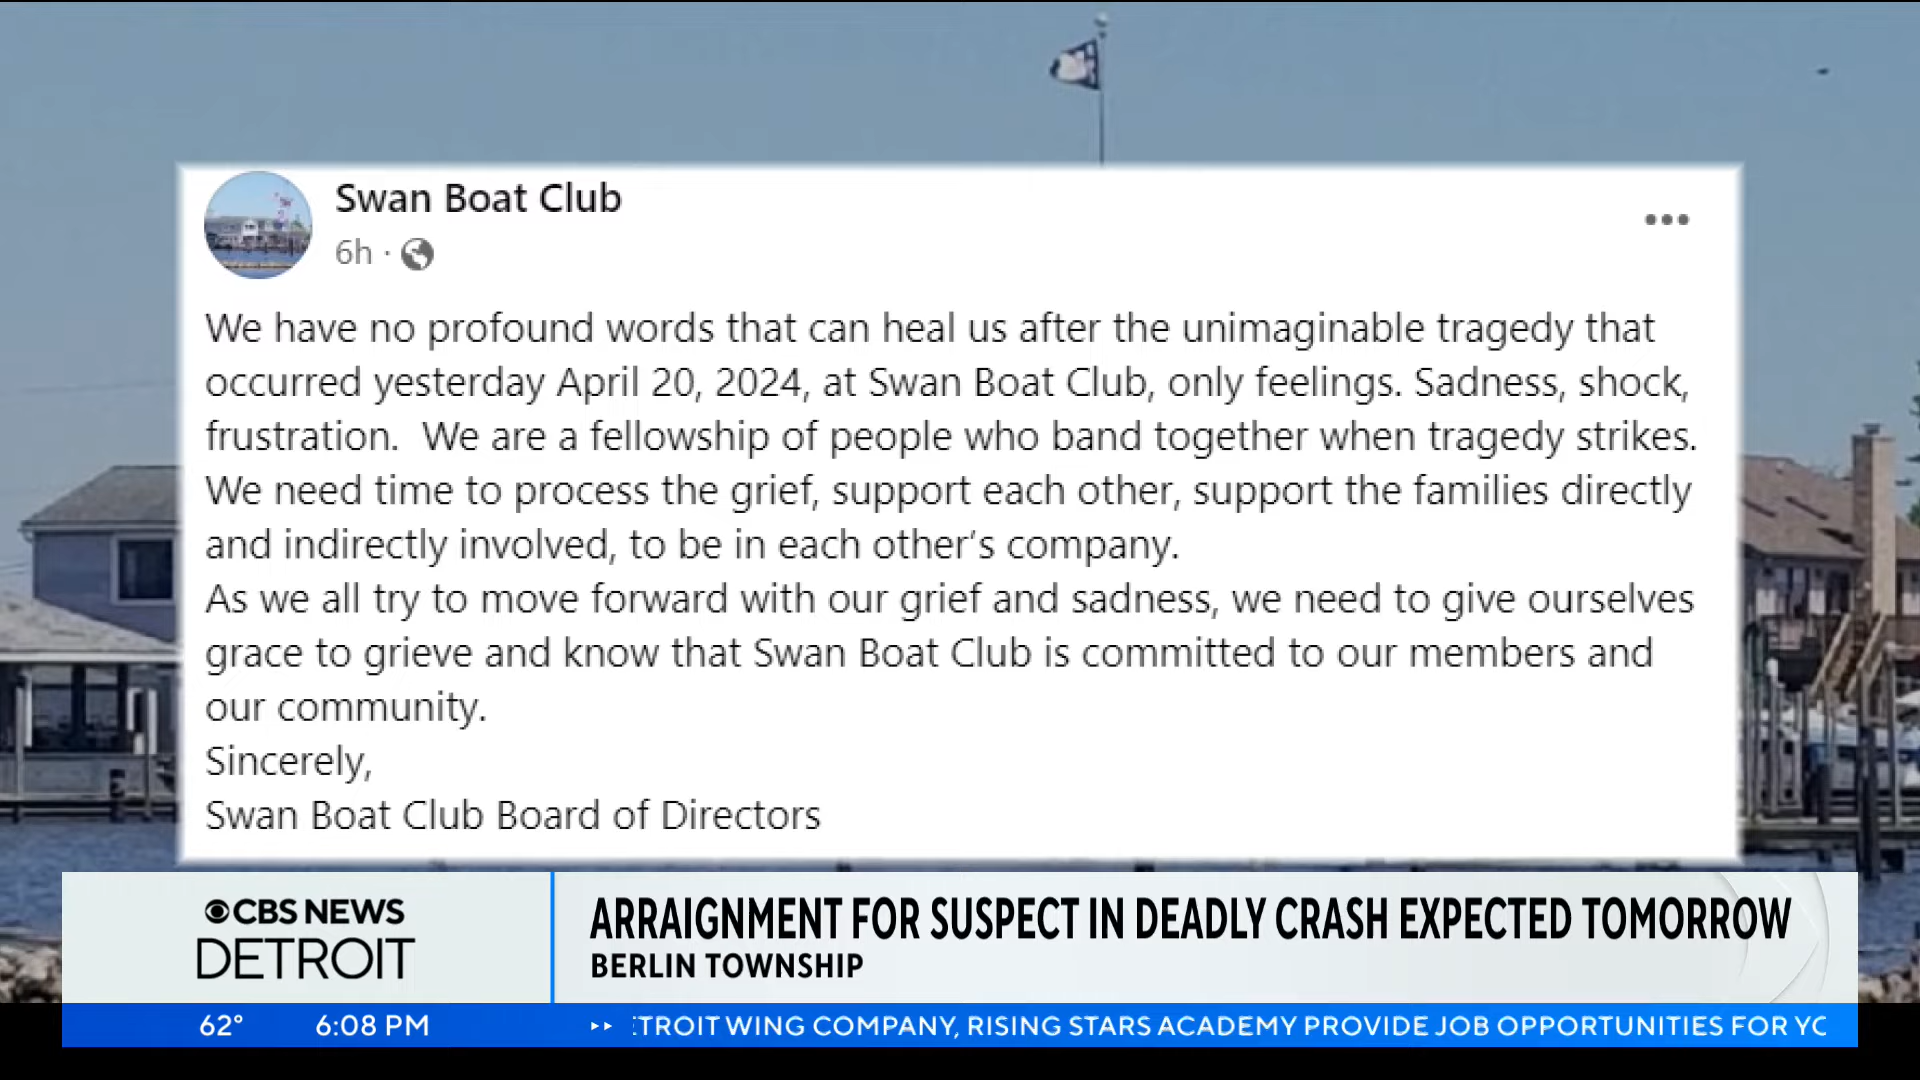 Swan Boat Club
6h ·
We have no profound words that can heal us after the unimaginable tragedy that
occurred yesterday April 20, 2024, at Swan Boat Club, only feelings. Sadness, shock,
frustration.  We are a fellowship of people who band together when tragedy strikes.
We need time to process the grief, support each other, support the families directly
and indirectly involved, to be in each other's company.
As we all try to move forward with our grief and sadness, we need to give ourselves
grace to grieve and know that Swan Boat Club is committed to our members and
our community.
Sincerely,
Swan Boat Club Board of Directors
CBS NEWS
DETROIT
ARRAIGNMENT FOR SUSPECT IN DEADLY CRASH EXPECTED TOMORROW
BERLIN TOWNSHIP
62° 6:08 PM
ETROIT WING COMPANY, RISING STARS ACADEMY PROVIDE JOB OPPORTUNITIES FOR YO